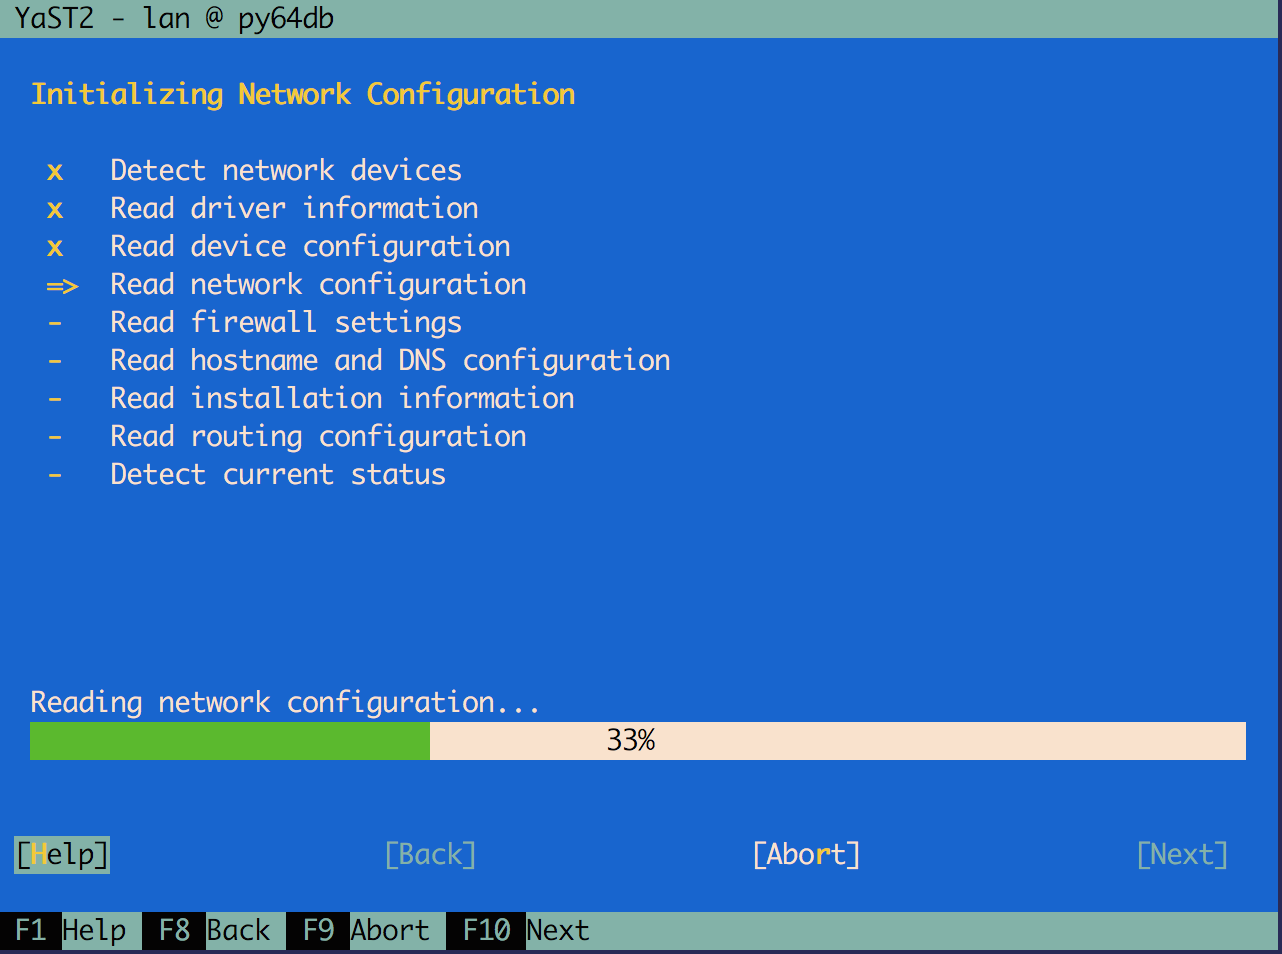 YaST2 - lan @ py64db
Initializing Network Configuration
x Detect network devices
x Read driver information
x Read device configuration
=> Read network configuration
- Read firewall settings
- Read hostname and DNS configuration
- Read installation information
- Read routing configuration
- Detect current status
Reading network configuration...
33%
[Help] [Back] [Abort] [Next]
F1 Help F8 Back F9 Abort F10 Next